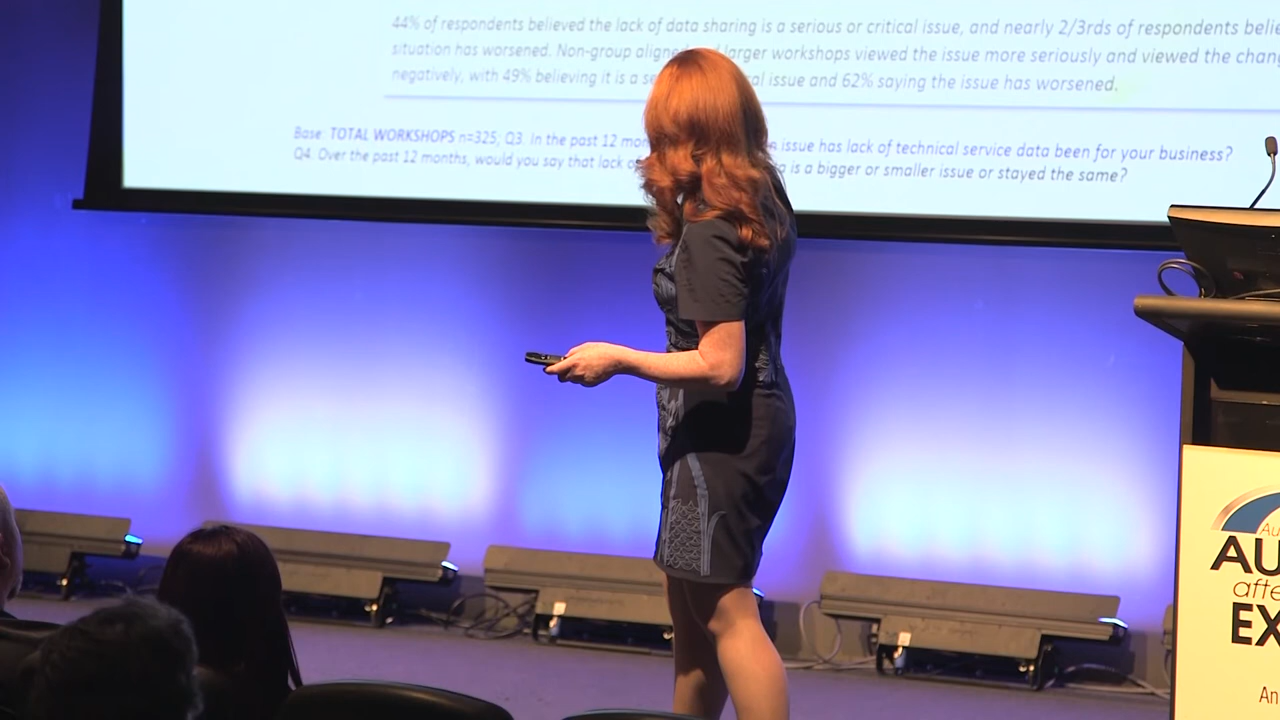 44% of respondents believed the lack of data sharing is a serious or critical issue, and nearly 2/3rds of respondents belie
situation has worsened. Non-group aligned larger workshops viewed the issue more seriously and viewed the chang
negatively, with 49% believing it is a se al issue and 62% saying the issue has worsened.
Base: TOTAL WORKSHOPS n=325; Q3. In the past 12 mon n issue has lack of technical service data been for your business?
Q4. Over the past 12 months, would you say that lack o a is a bigger or smaller issue or stayed the same?
Au
AU
afte
EX
An